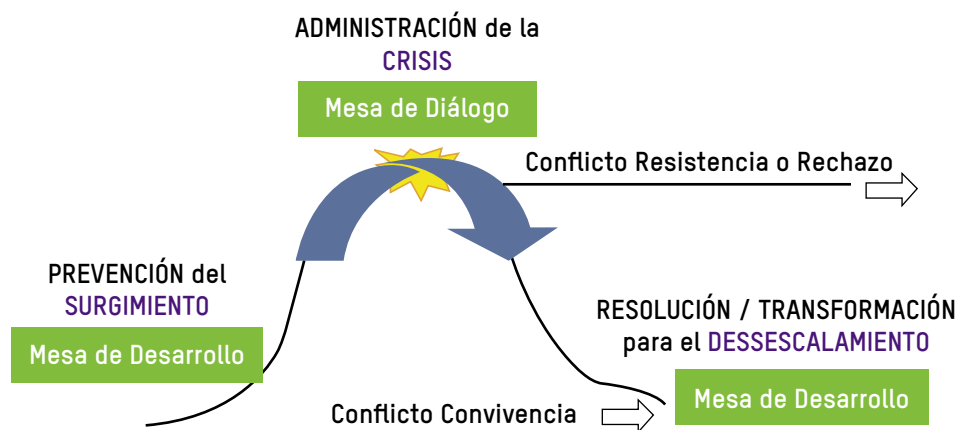 ADMINISTRACIÓN de la
CRISIS
Mesa de Diálogo
Conflicto Resistencia o Rechazo
PREVENCIÓN del
SURGIMIENTO
Mesa de Desarrollo
RESOLUCIÓN / TRANSFORMACIÓN
para el DESSESCALAMIENTO
Mesa de Desarrollo
Conflicto Convivencia